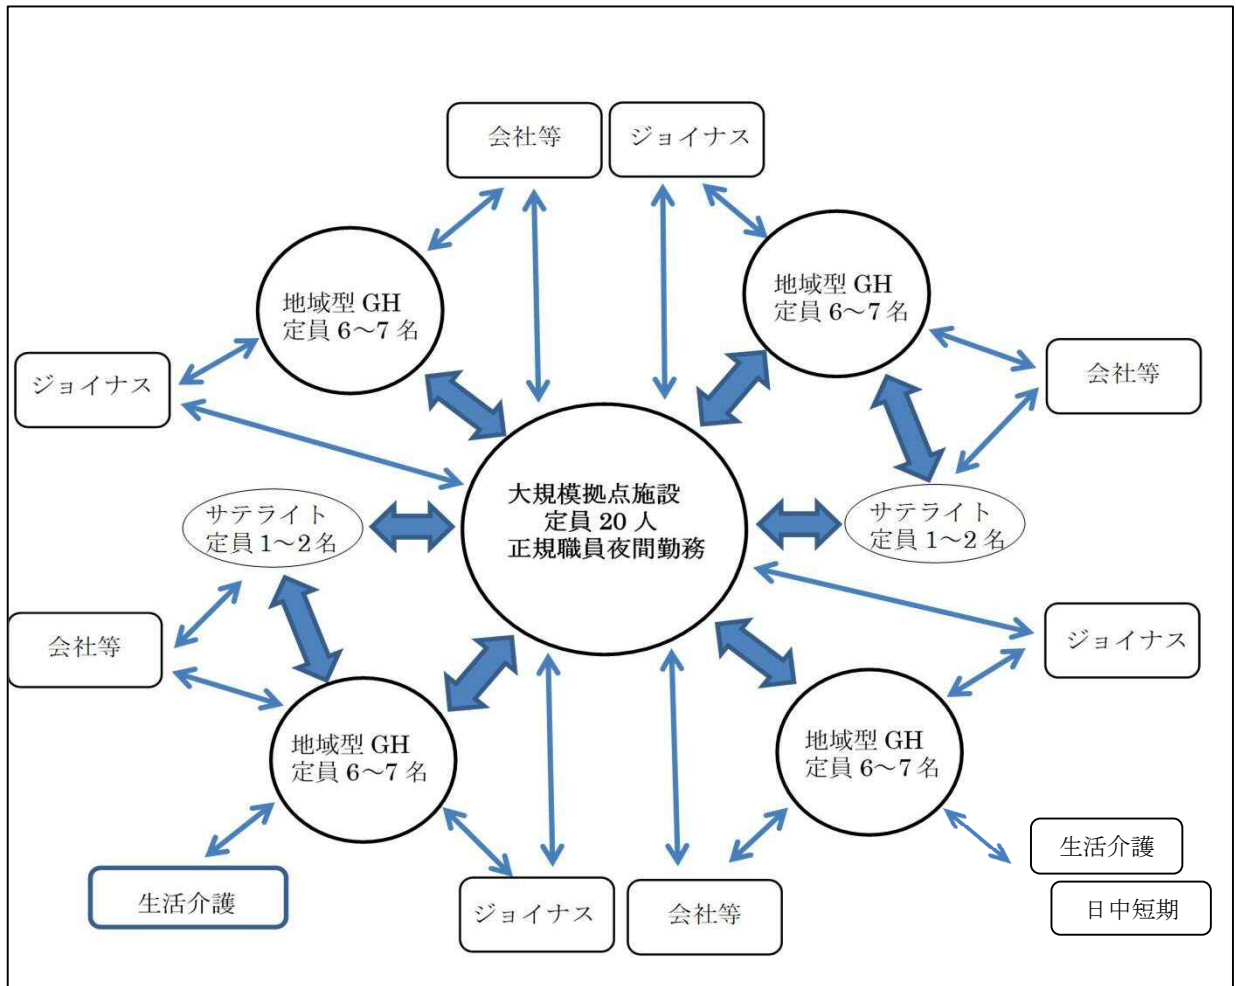 会社等
ジョイナス
地域型 GH
定員 6～7 名
地域型 GH
定員 6～7 名
ジョイナス
会社等
大規模拠点施設
定員 20 人
正規職員夜間勤務
サテライト
定員 1～2 名
サテライト
定員 1～2 名
会社等
ジョイナス
地域型 GH
定員 6～7 名
地域型 GH
定員 6～7 名
生活介護
ジョイナス
会社等
生活介護
日中短期